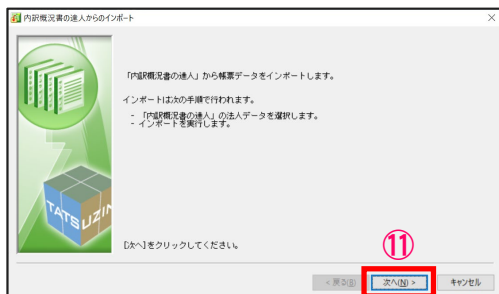 内訳概況書の達人からのインポート
「内訳概況書の達人」から帳票データをインポートします。
インポートは次の手順で行われます。
- 「内訳概況書の達人」の法人データを選択します。
- インポートを実行します。
TATSUZIN
[次へ]をクリックしてください。
⑪
< 戻る(B)
次へ(N) >
キャンセル